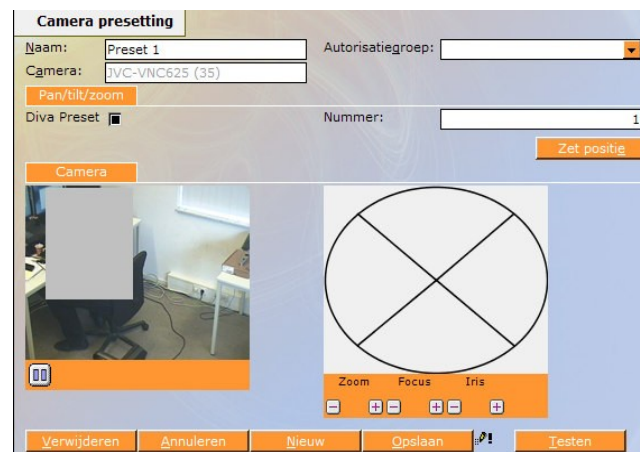 Camera presetting
Naam: Preset 1 Autorisatiegroep:
Camera: JVC-VNC625 (35)
Pan/tilt/zoom
Diva Preset Nummer: 1
Zet positie
Camera
Zoom Focus Iris
Verwijderen Annuleren Nieuw Opslaan Testen